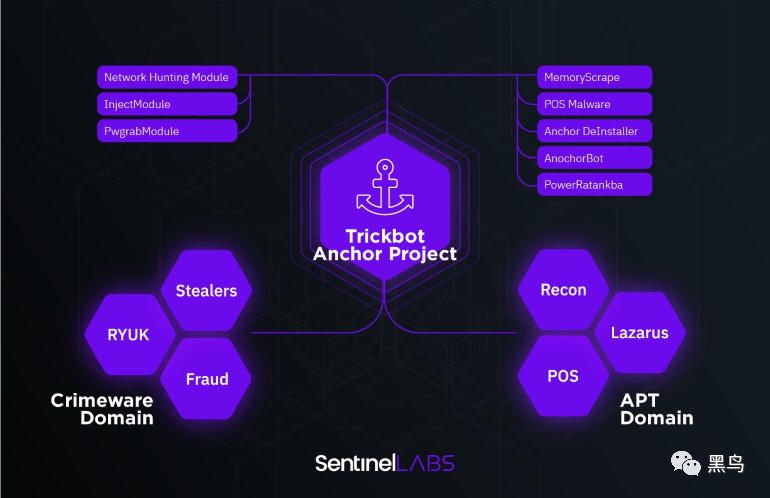 Network Hunting Module
InjectModule
PwgrabModule
MemoryScrape
POS Malware
Anchor DeInstaller
AnochorBot
PowerRatankba
Trickbot
Anchor Project
Stealers
RYUK
Fraud
Crimeware
Domain
Recon
Lazarus
POS
APT
Domain
SentinelLABS
黑鸟